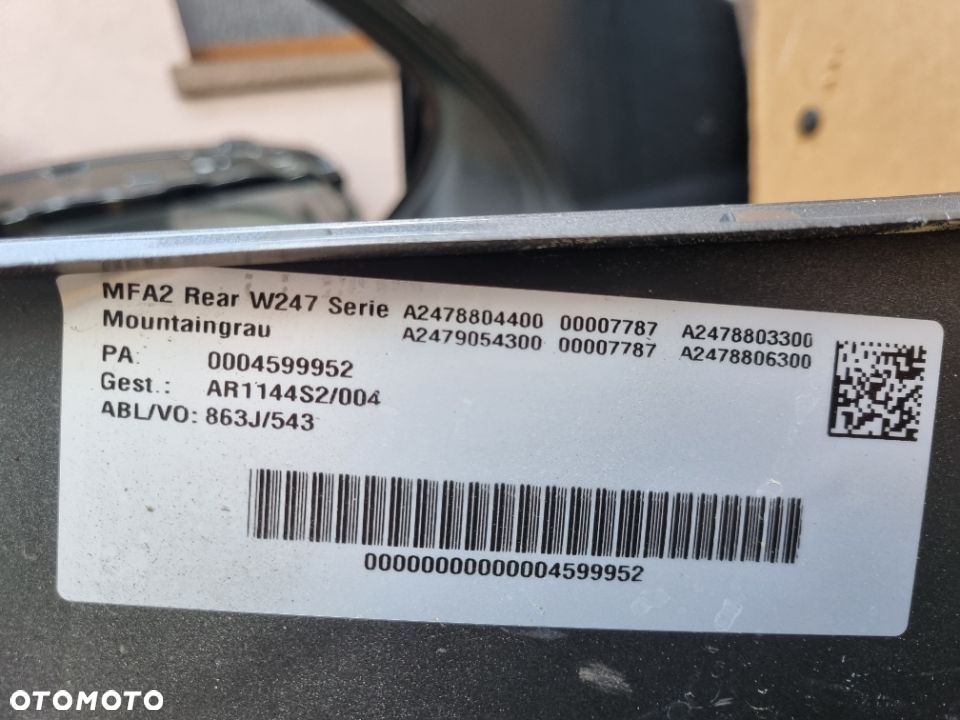 MFA2 Rear W247 Serie A2478804400 00007787 A2478803300
Mountaingrau A2479054300 00007787 A2478806300
PA: 0004599952
Gest.: AR1144S2/004
ABL/VO: 863J/543
00000000000004599952
OTOMOTO